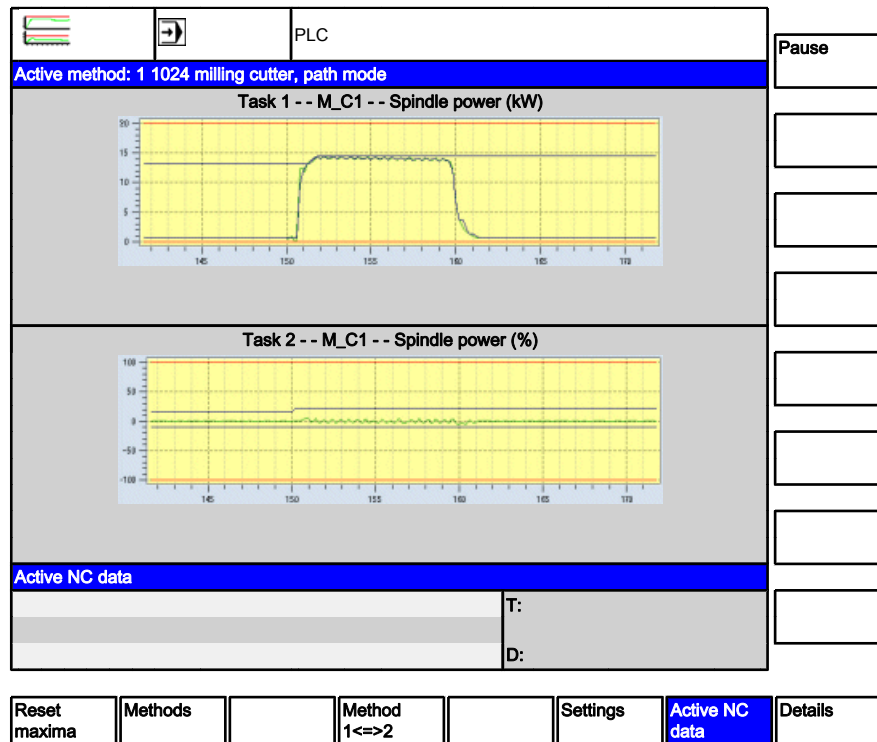 PLC
Pause
Active method: 1 1024 milling cutter, path mode
Task 1 - - M_C1 - - Spindle power (kW)
20
15
10
5
0
145 150 155 160 165 170
Task 2 - - M_C1 - - Spindle power (%)
100
50
0
-50
-100
145 150 155 160 165 170
Active NC data
T:
D:
Reset maxima
Methods
Method 1<=>2
Settings
Active NC data
Details